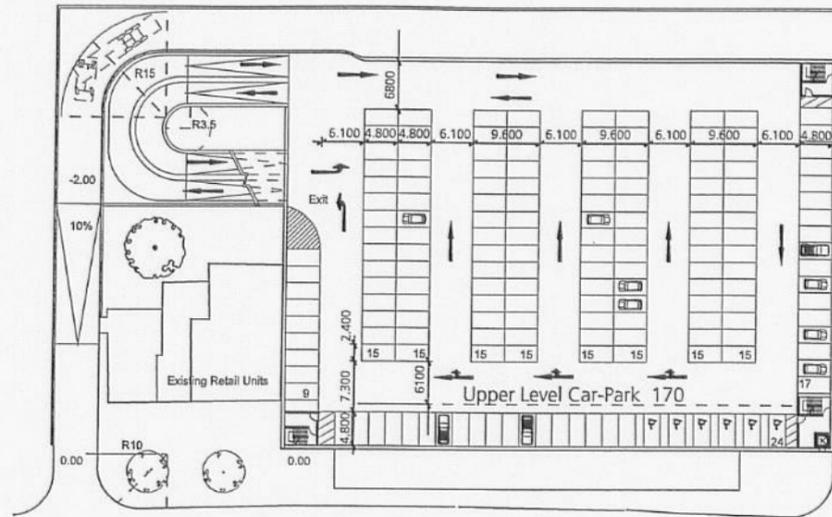 R15
R3.5
6800
6.100 4.800 4.800 6.100 9.600 6.100 9.600 6.100 9.600 6.100 4.800
-2.00
Exit
10%
2.400
15 15 15 15 15 15 15 15
Existing Retail Units
9
7.300
6100
Upper Level Car-Park 170
17
4.800
24
R10
0.00
0.00